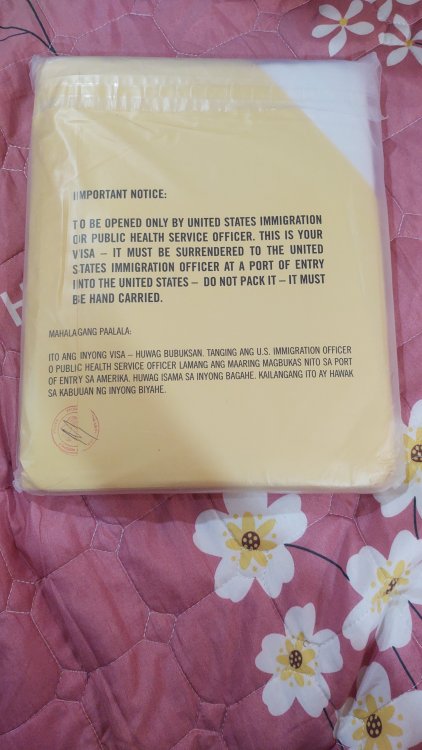 IMPORTANT NOTICE:
TO BE OPENED ONLY BY UNITED STATES IMMIGRATION
OR PUBLIC HEALTH SERVICE OFFICER. THIS IS YOUR
VISA – IT MUST BE SURRENDERED TO THE UNITED
STATES IMMIGRATION OFFICER AT A PORT OF ENTRY
INTO THE UNITED STATES – DO NOT PACK IT – IT MUST
BE HAND CARRIED.
MAHALAGANG PAALALA:
ITO ANG INYONG VISA – HUWAG BUBUKSAN. TANGING ANG U.S. IMMIGRATION OFFICER
O PUBLIC HEALTH SERVICE OFFICER LAMANG ANG MAARING MAGBUKAS NITO SA PORT
OF ENTRY SA AMERIKA. HUWAG ISAMA SA INYONG BAGAHE. KAILANGANG ITO AY HAWAK
SA KABUUAN NG INYONG BIYAHE.